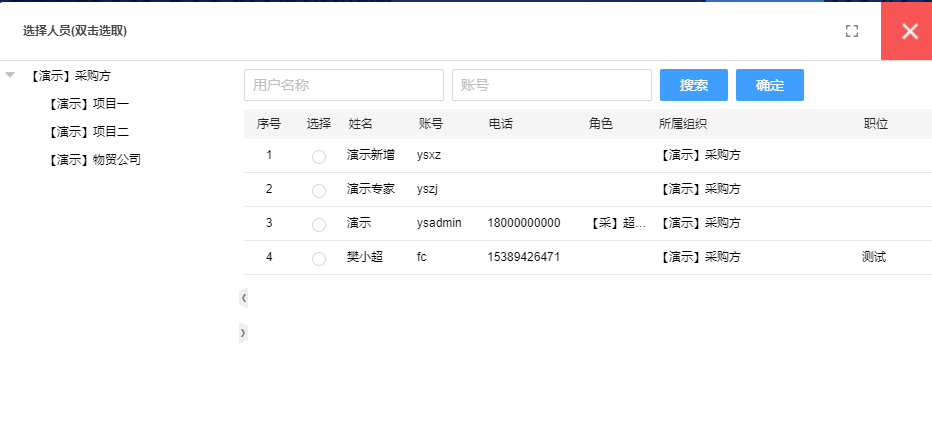 选择人员(双击选取)
【演示】采购方
【演示】项目一
【演示】项目二
【演示】物贸公司
用户名称 账号 搜索 确定
序号 选择 姓名 账号 电话 角色 所属组织 职位
1 演示新增 ysxz 【演示】采购方
2 演示专家 yszj 【演示】采购方
3 演示 ysadmin 18000000000 【采】超... 【演示】采购方
4 樊小超 fc 15389426471 【演示】采购方 测试